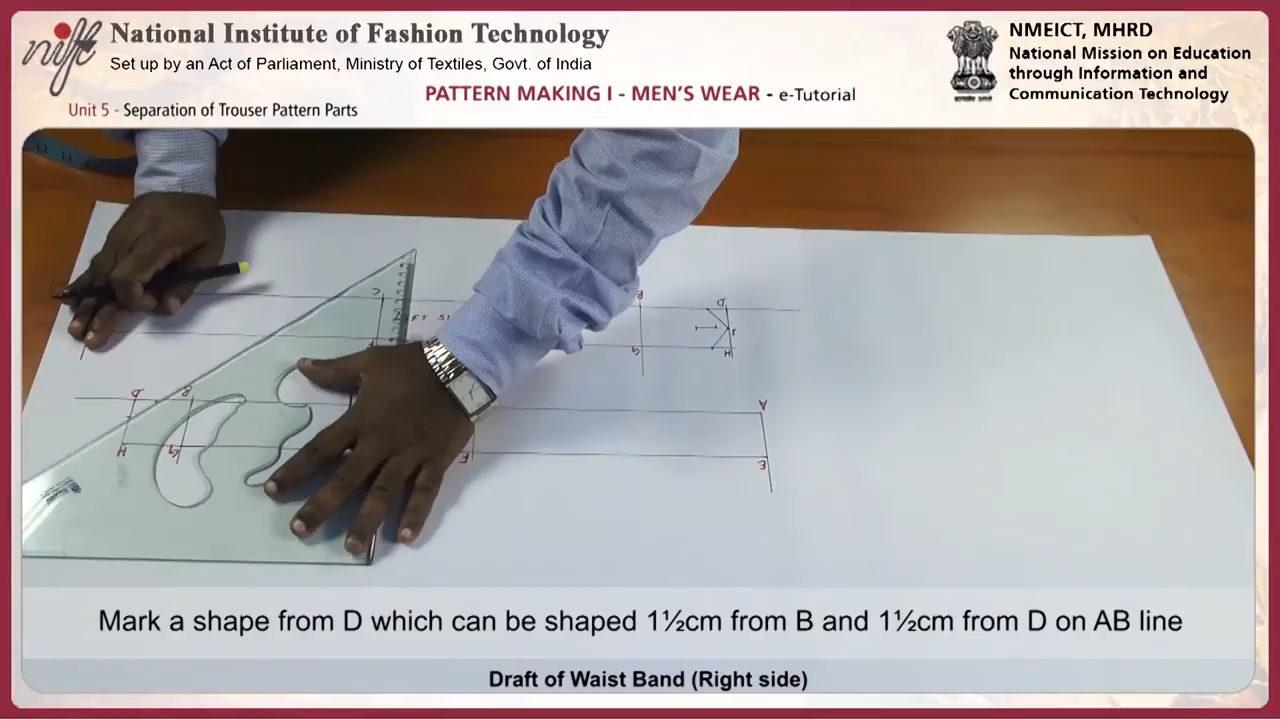 nift
National Institute of Fashion Technology
Set up by an Act of Parliament, Ministry of Textiles, Govt. of India
Unit 5 - Separation of Trouser Pattern Parts
PATTERN MAKING I - MEN'S WEAR - e-Tutorial
NMEICT, MHRD
National Mission on Education
through Information and
Communication Technology
C
B
D
I
G
H
D
B
A
H
G
F
E
Mark a shape from D which can be shaped 1½cm from B and 1½cm from D on AB line
Draft of Waist Band (Right side)